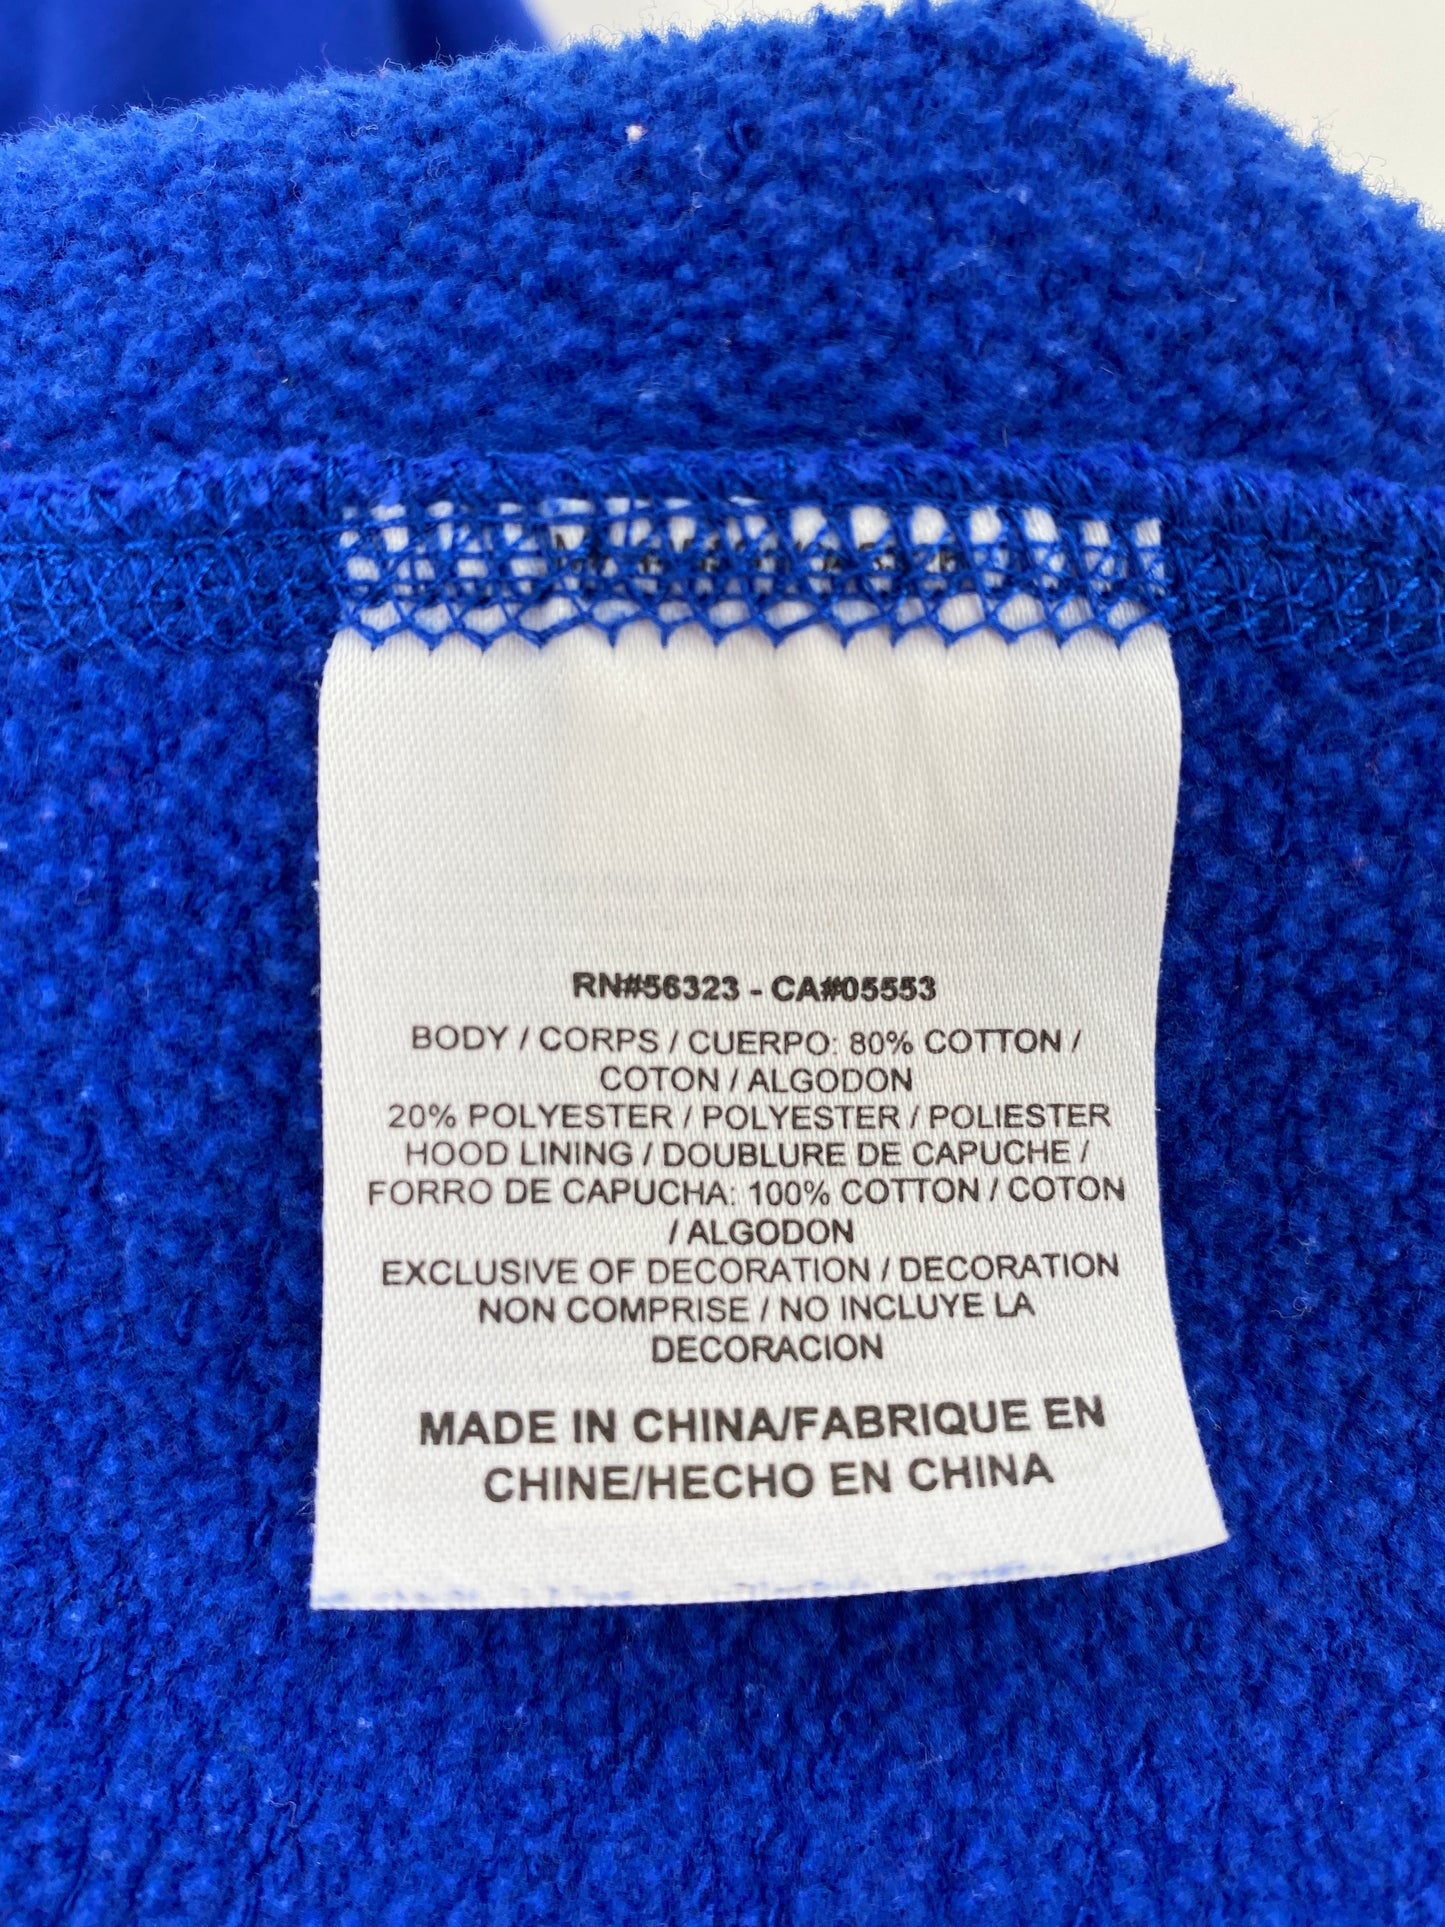 RN#56323 - CA#05553
BODY / CORPS / CUERPO: 80% COTTON /
COTON / ALGODON
20% POLYESTER / POLYESTER / POLIESTER
HOOD LINING / DOUBLURE DE CAPUCHE /
FORRO DE CAPUCHA: 100% COTTON / COTON
/ ALGODON
EXCLUSIVE OF DECORATION / DECORATION
NON COMPRISE / NO INCLUYE LA
DECORACION
MADE IN CHINA/FABRIQUE EN
CHINE/HECHO EN CHINA